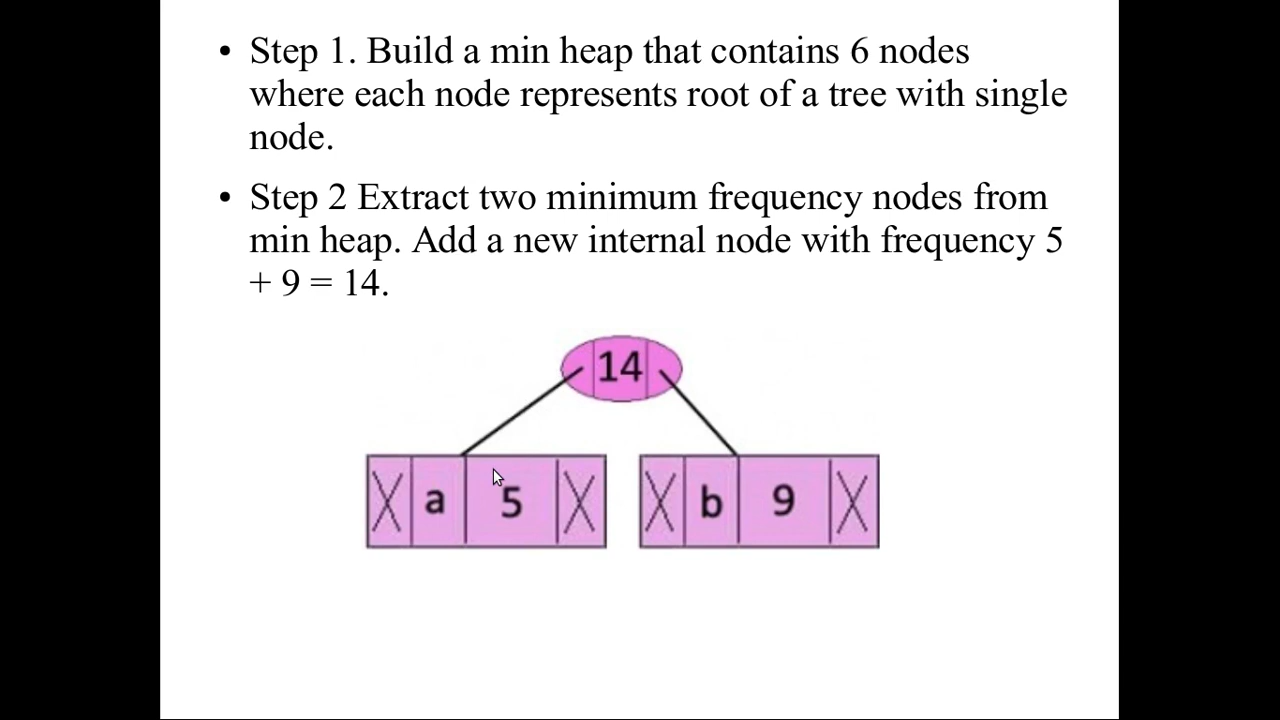 • Step 1. Build a min heap that contains 6 nodes
where each node represents root of a tree with single
node.
• Step 2 Extract two minimum frequency nodes from
min heap. Add a new internal node with frequency 5
+ 9 = 14.
14
a 5 b 9